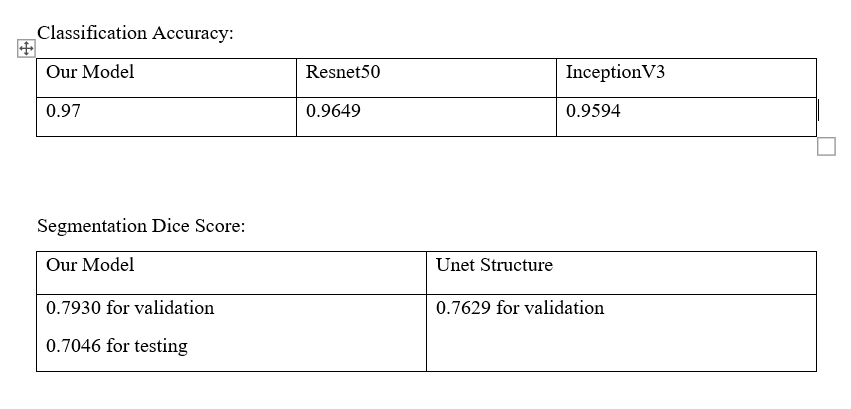 Classification Accuracy:
Our Model Resnet50 InceptionV3
0.97 0.9649 0.9594
Segmentation Dice Score:
Our Model Unet Structure
0.7930 for validation 0.7629 for validation
0.7046 for testing